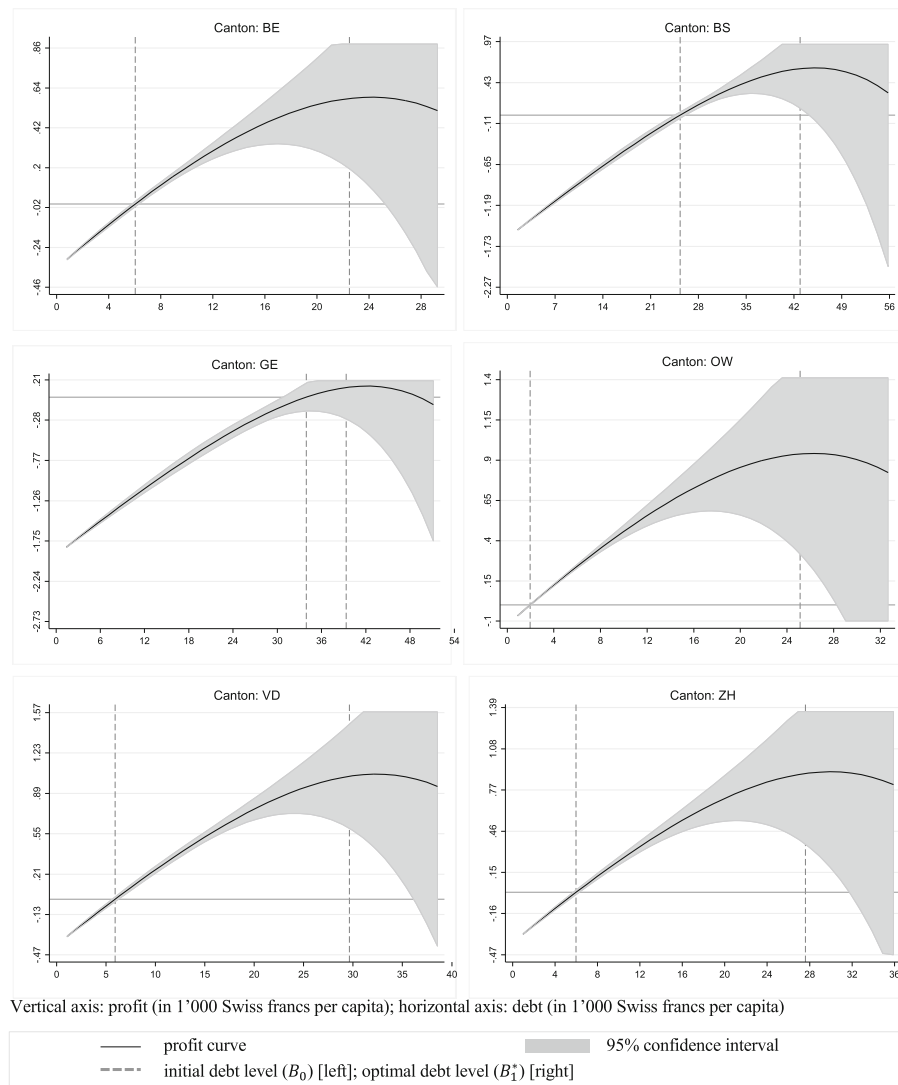 Canton: BE
.86
.64
.42
.2
-.02
-.24
-.46
0 4 8 12 16 20 24 28
Canton: BS
.97
.43
-.11
-.65
-1.19
-1.73
-2.27
0 7 14 21 28 35 42 49 56
Canton: GE
.21
-.28
-.77
-1.26
-1.75
-2.24
-2.73
0 6 12 18 24 30 36 42 48 54
Canton: OW
1.4
1.15
.9
.65
.4
.15
-.1
0 4 8 12 16 20 24 28 32
Canton: VD
1.57
1.23
.89
.55
.21
-.13
-.47
0 5 10 15 20 25 30 35 40
Canton: ZH
1.39
1.08
.77
.46
.15
-.16
-.47
0 4 8 12 16 20 24 28 32 36
Vertical axis: profit (in 1’000 Swiss francs per capita); horizontal axis: debt (in 1’000 Swiss francs per capita)
profit curve 95% confidence interval
initial debt level (B₀) [left]; optimal debt level (B₁*) [right]